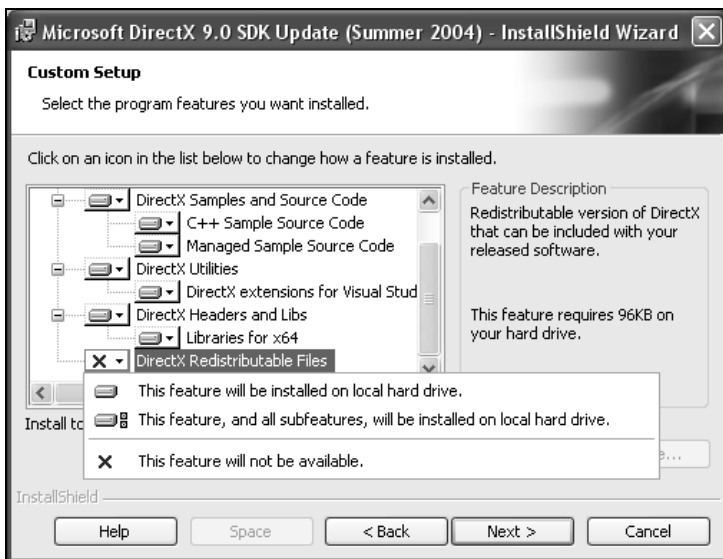 Microsoft DirectX 9.0 SDK Update (Summer 2004) - InstallShield Wizard
Custom Setup
Select the program features you want installed.
Click on an icon in the list below to change how a feature is installed.
DirectX Samples and Source Code
C++ Sample Source Code
Managed Sample Source Code
DirectX Utilities
DirectX extensions for Visual Stud
DirectX Headers and Libs
Libraries for x64
DirectX Redistributable Files
Feature Description
Redistributable version of DirectX
that can be included with your
released software.
This feature requires 96KB on
your hard drive.
This feature will be installed on local hard drive.
This feature, and all subfeatures, will be installed on local hard drive.
This feature will not be available.
Install to
InstallShield
Help
Space
< Back
Next >
Cancel